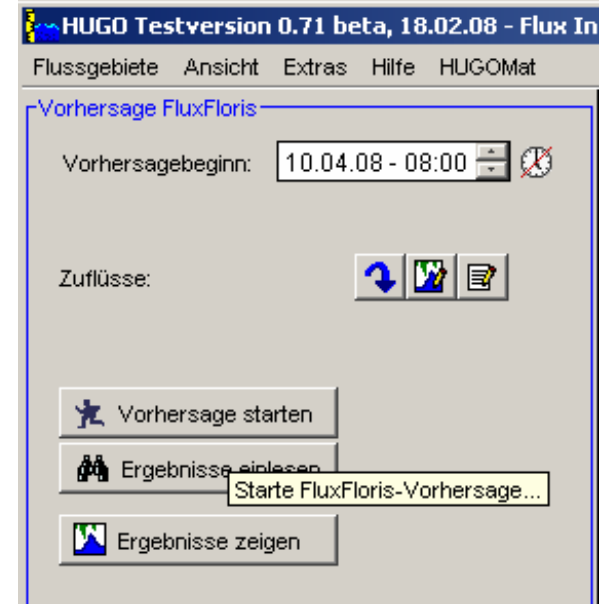 HUGO Testversion 0.71 beta, 18.02.08 - Flux In
Flussgebiete Ansicht Extras Hilfe HUGOMat
Vorhersage FluxFloris
Vorhersagebeginn: 10.04.08 - 08:00
Zuflüsse:
Vorhersage starten
Ergebnisse einlesen
Starte FluxFloris-Vorhersage...
Ergebnisse zeigen